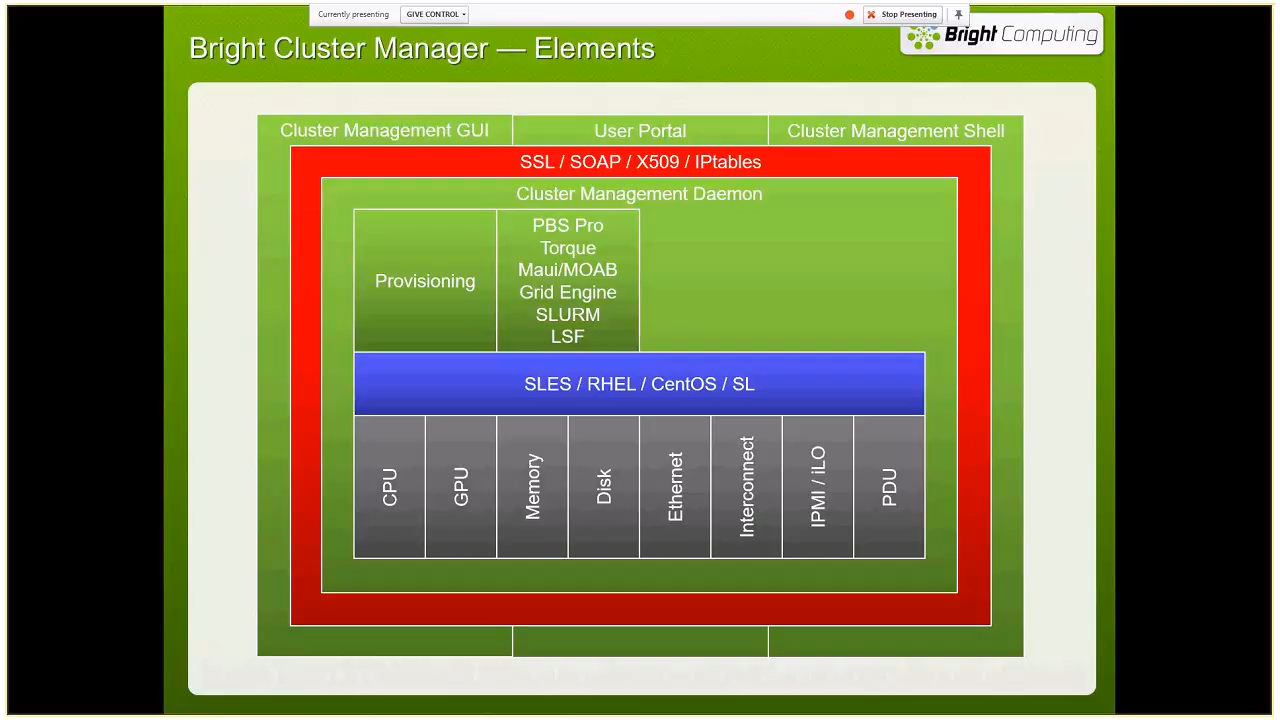 Currently presenting
GIVE CONTROL
Stop Presenting
Bright Cluster Manager — Elements
Bright Computing
Cluster Management GUI
User Portal
Cluster Management Shell
SSL / SOAP / X509 / IPtables
Cluster Management Daemon
Provisioning
PBS Pro
Torque
Maui/MOAB
Grid Engine
SLURM
LSF
SLES / RHEL / CentOS / SL
CPU
GPU
Memory
Disk
Ethernet
Interconnect
IPMI / iLO
PDU